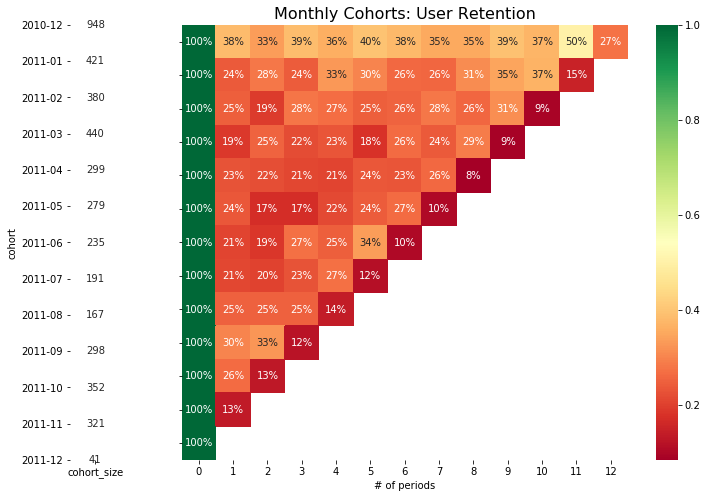 Monthly Cohorts: User Retention
2010-12 948 100% 38% 33% 39% 36% 40% 38% 35% 35% 39% 37% 50% 27% 1.0
2011-01 421 100% 24% 28% 24% 33% 30% 26% 26% 31% 35% 37% 15%
2011-02 380 100% 25% 19% 28% 27% 25% 26% 28% 26% 31% 9% 0.8
2011-03 440 100% 19% 25% 22% 23% 18% 26% 24% 29% 9%
2011-04 299 100% 23% 22% 21% 21% 24% 23% 26% 8%
2011-05 279 100% 24% 17% 17% 22% 24% 27% 10% 0.6
cohort
2011-06 235 100% 21% 19% 27% 25% 34% 10%
2011-07 191 100% 21% 20% 23% 27% 12%
2011-08 167 100% 25% 25% 25% 14% 0.4
2011-09 298 100% 30% 33% 12%
2011-10 352 100% 26% 13%
2011-11 321 100% 13% 0.2
2011-12 41 100%
cohort_size 0 1 2 3 4 5 6 7 8 9 10 11 12
# of periods